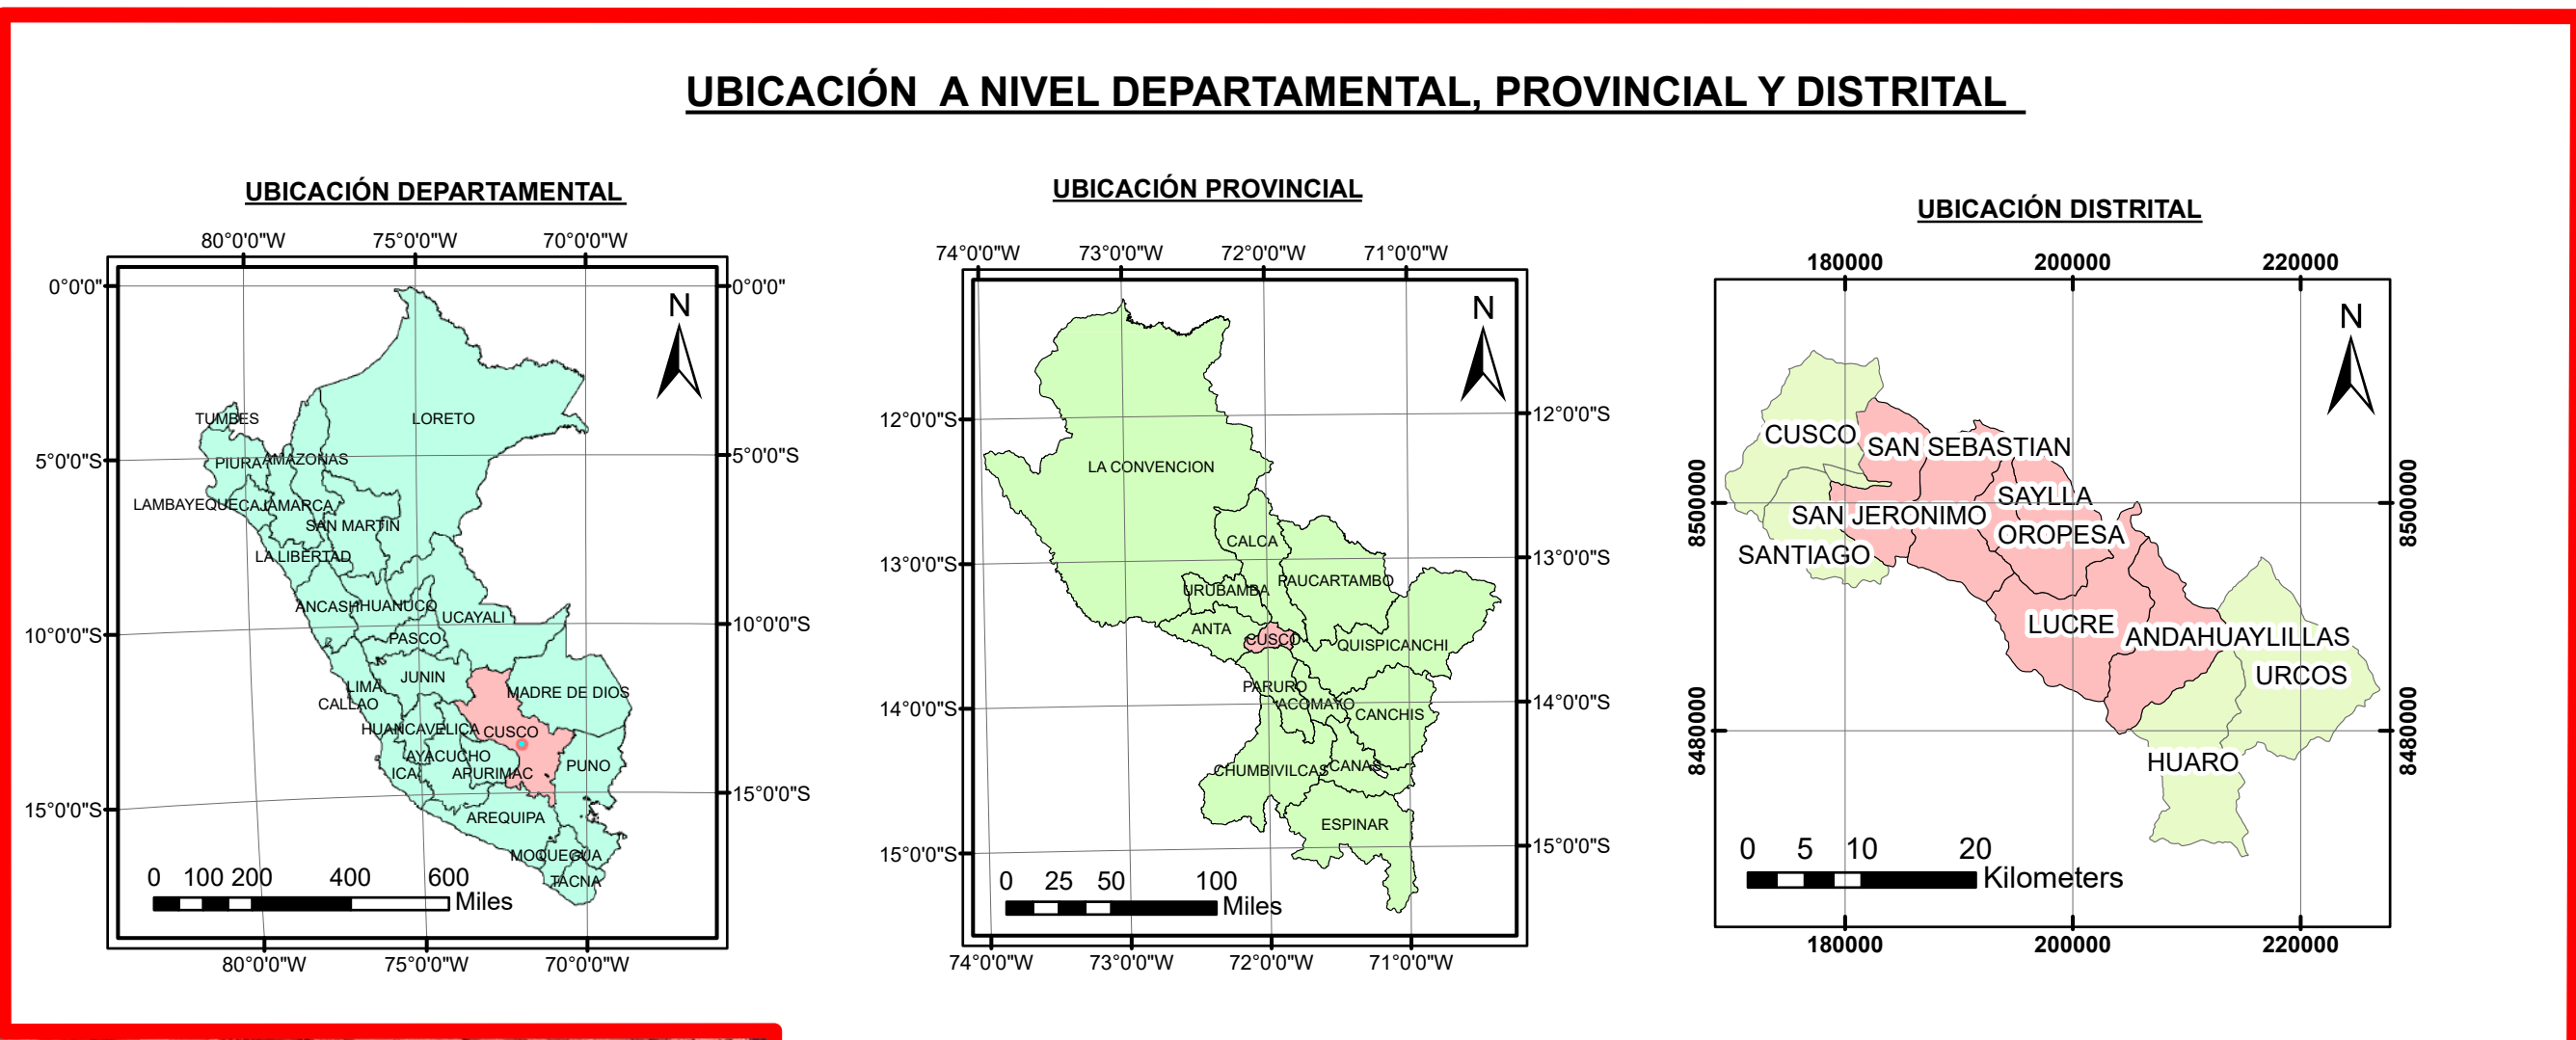 UBICACIÓN A NIVEL DEPARTAMENTAL, PROVINCIAL Y DISTRITAL
UBICACIÓN DEPARTAMENTAL
80°0'0"W 75°0'0"W 70°0'0"W
0°0'0"
0°0'0"
N
TUMBES
LORETO
PIURA
AMAZONAS
5°0'0"S
5°0'0"S
LAMBAYEQUE
CAJAMARCA
SAN MARTIN
LA LIBERTAD
ANCASH
HUANUCO
UCAYALI
10°0'0"S
10°0'0"S
PASCO
JUNIN
LIMA
MADRE DE DIOS
CALLAO
HUANCAVELICA
CUSCO
AYACUCHO
ICA
APURIMAC
PUNO
15°0'0"S
15°0'0"S
AREQUIPA
MOQUEGUA
TACNA
0 100 200 400 600
Miles
80°0'0"W 75°0'0"W 70°0'0"W
UBICACIÓN PROVINCIAL
74°0'0"W 73°0'0"W 72°0'0"W 71°0'0"W
N
12°0'0"S
12°0'0"S
LA CONVENCION
CALCA
13°0'0"S
13°0'0"S
PAUCARTAMBO
URUBAMBA
ANTA
CUSCO
QUISPICANCHI
PARURO
ACOMAYO
14°0'0"S
14°0'0"S
CANCHIS
CHUMBIVILCAS
CANAS
ESPINAR
15°0'0"S
15°0'0"S
0 25 50 100
Miles
74°0'0"W 73°0'0"W 72°0'0"W 71°0'0"W
UBICACIÓN DISTRITAL
180000 200000 220000
N
CUSCO
SAN SEBASTIAN
8500000
8500000
SAYLLA
SAN JERONIMO
OROPESA
SANTIAGO
LUCRE
ANDAHUAYLILLAS
URCOS
8480000
8480000
HUARO
0 5 10 20
Kilometers
180000 200000 220000